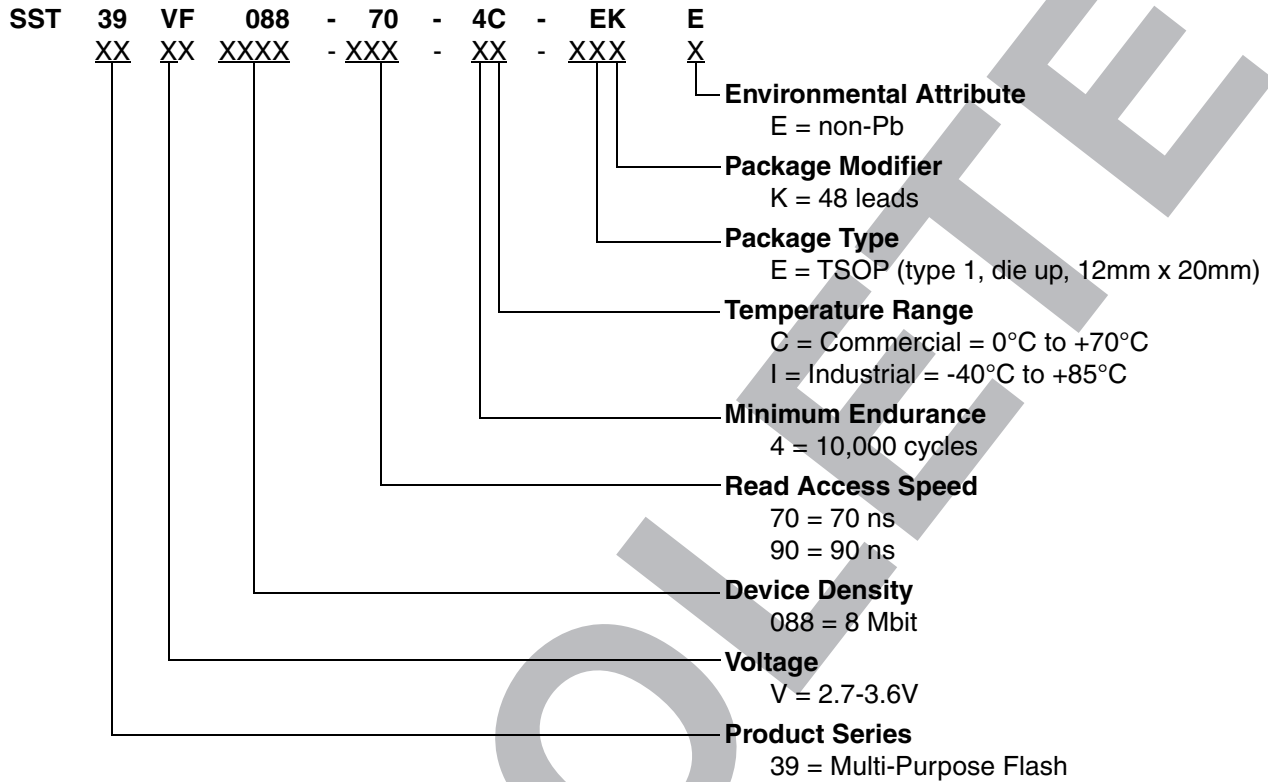 SST 39 VF 088 - 70 - 4C - EK E
XX XX XXXX - XXX - XX - XXX X
Environmental Attribute
E = non-Pb
Package Modifier
K = 48 leads
Package Type
E = TSOP (type 1, die up, 12mm x 20mm)
Temperature Range
C = Commercial = 0°C to +70°C
I = Industrial = -40°C to +85°C
Minimum Endurance
4 = 10,000 cycles
Read Access Speed
70 = 70 ns
90 = 90 ns
Device Density
088 = 8 Mbit
Voltage
V = 2.7-3.6V
Product Series
39 = Multi-Purpose Flash
OLETE